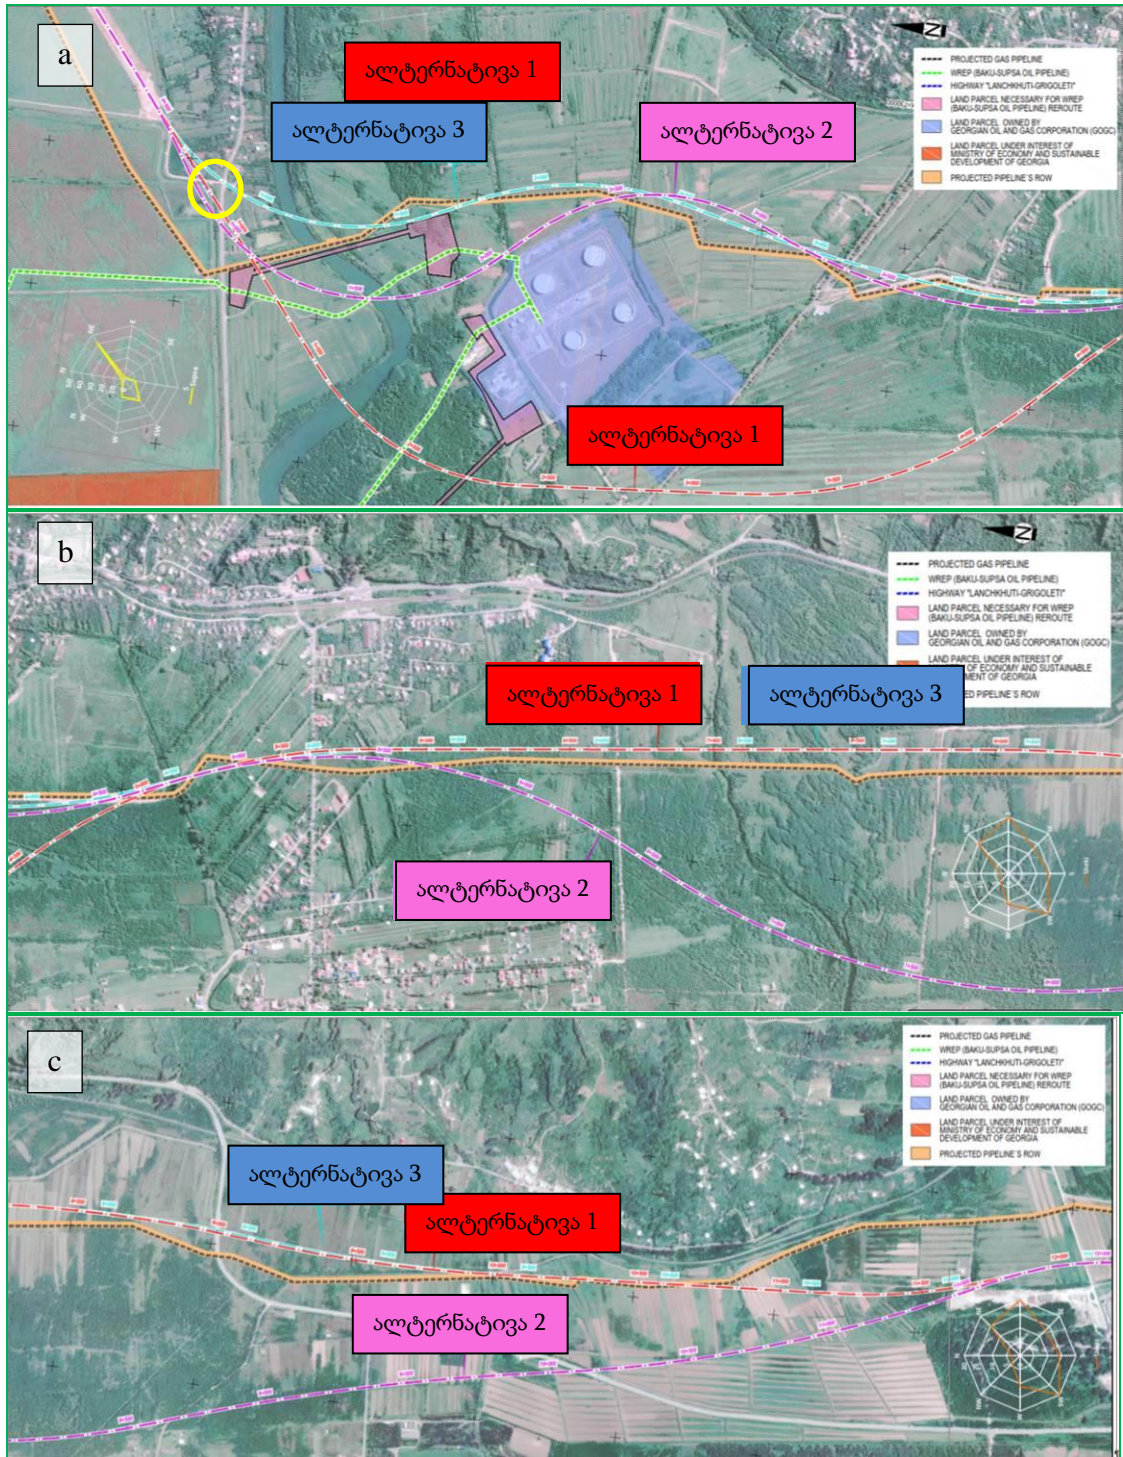 a
N
ალტერნატივა 1
ალტერნატივა 3
ალტერნატივა 2
PROJECTED GAS PIPELINE
WREP (BAKU-SUPSA OIL PIPELINE)
HIGHWAY "LANCHKHUTI-GRIGOLETI"
LAND PARCEL NECESSARY FOR WREP
(BAKU-SUPSA OIL PIPELINE) REROUTE
LAND PARCEL OWNED BY
GEORGIAN OIL AND GAS CORPORATION (GOGC)
LAND PARCEL UNDER INTEREST OF
MINISTRY OF ECONOMY AND SUSTAINABLE
DEVELOPMENT OF GEORGIA
PROJECTED PIPELINE'S ROW
ალტერნატივა 1
b
N
PROJECTED GAS PIPELINE
WREP (BAKU-SUPSA OIL PIPELINE)
HIGHWAY "LANCHKHUTI-GRIGOLETI"
LAND PARCEL NECESSARY FOR WREP
(BAKU-SUPSA OIL PIPELINE) REROUTE
LAND PARCEL OWNED BY
GEORGIAN OIL AND GAS CORPORATION (GOGC)
LAND PARCEL UNDER INTEREST OF
OF ECONOMY AND SUSTAINABLE
MENT OF GEORGIA
ED PIPELINE'S ROW
ალტერნატივა 1
ალტერნატივა 3
ალტერნატივა 2
c
PROJECTED GAS PIPELINE
WREP (BAKU-SUPSA OIL PIPELINE)
HIGHWAY "LANCHKHUTI-GRIGOLETI"
LAND PARCEL NECESSARY FOR WREP
(BAKU-SUPSA OIL PIPELINE) REROUTE
LAND PARCEL OWNED BY
GEORGIAN OIL AND GAS CORPORATION (GOGC)
LAND PARCEL UNDER INTEREST OF
MINISTRY OF ECONOMY AND SUSTAINABLE
DEVELOPMENT OF GEORGIA
PROJECTED PIPELINE'S ROW
ალტერნატივა 3
ალტერნატივა 1
ალტერნატივა 2